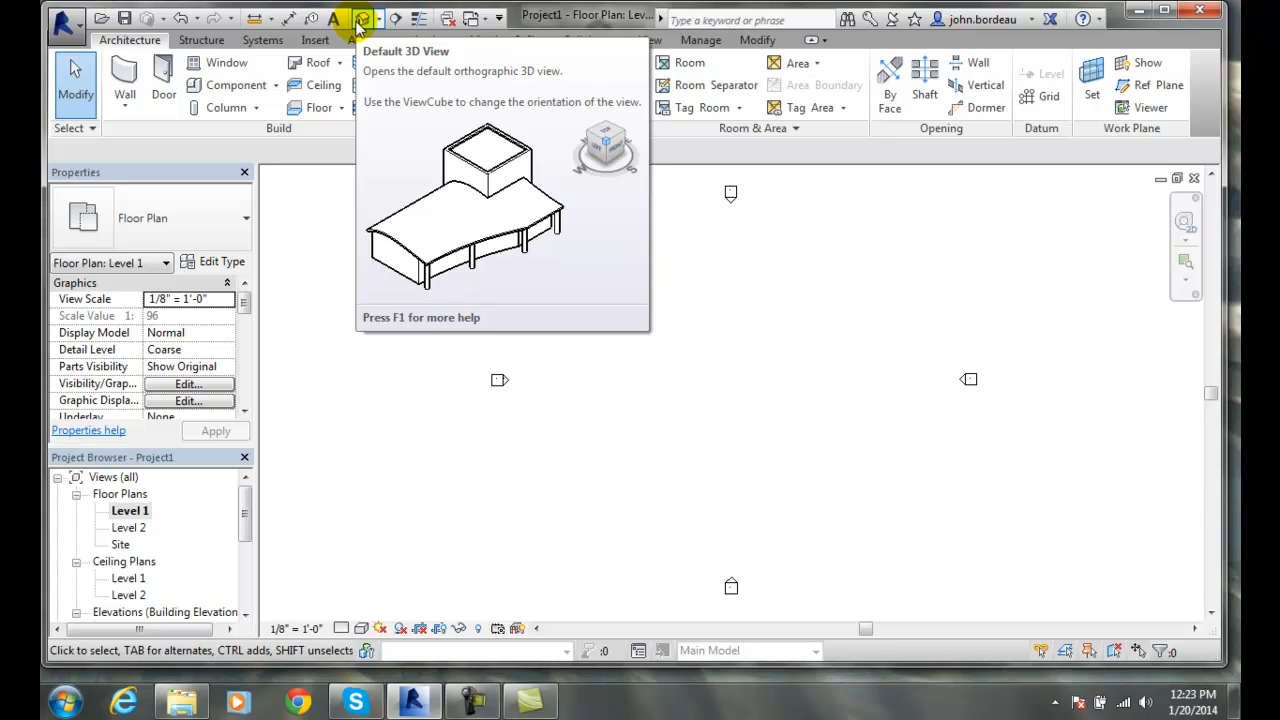 Project1 - Floor Plan: Lev...
Type a keyword or phrase
john.bordeau
Architecture
Structure
Systems
Insert
Manage
Modify
Modify
Wall
Door
Window
Component
Column
Roof
Ceiling
Floor
Select
Build
Default 3D View
Opens the default orthographic 3D view.
Use the ViewCube to change the orientation of the view.
TOP
LEFT
FRONT
W
S
Press F1 for more help
Room
Room Separator
Tag Room
Area
Area Boundary
Tag Area
Room & Area
By Face
Shaft
Wall
Vertical
Dormer
Opening
Level
Grid
Datum
Set
Show
Ref Plane
Viewer
Work Plane
Properties
Floor Plan
Floor Plan: Level 1
Edit Type
Graphics
View Scale
1/8" = 1'-0"
Scale Value 1:
96
Display Model
Normal
Detail Level
Coarse
Parts Visibility
Show Original
Visibility/Grap...
Edit...
Graphic Displa...
Edit...
Underlay
None
Properties help
Apply
Project Browser - Project1
Views (all)
Floor Plans
Level 1
Level 2
Site
Ceiling Plans
Level 1
Level 2
Elevations (Building Elevation
2D
1/8" = 1'-0"
Click to select, TAB for alternates, CTRL adds, SHIFT unselects
:0
Main Model
:0
12:23 PM
1/20/2014